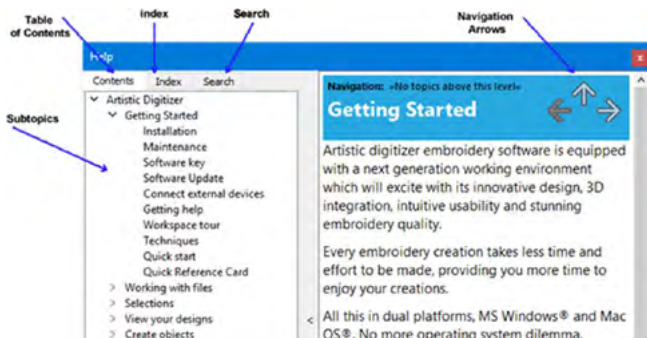 Table
of Contents
index
Search
Navigation
Arrows
Help
Contents Index Search
Subtopics
Artistic Digitizer
Getting Started
Installation
Maintenance
Software key
Software Update
Connect external devices
Getting help
Workspace tour
Techniques
Quick start
Quick Reference Card
Working with files
Selections
View your designs
Create objects
Navigation: »No topics above this level«
Getting Started
Artistic digitizer embroidery software is equipped
with a next generation working environment
which will excite with its innovative design, 3D
integration, intuitive usability and stunning
embroidery quality.
Every embroidery creation takes less time and
effort to be made, providing you more time to
enjoy your creations.
All this in dual platforms, MS Windows® and Mac
OS®. No more operating system dilemma.